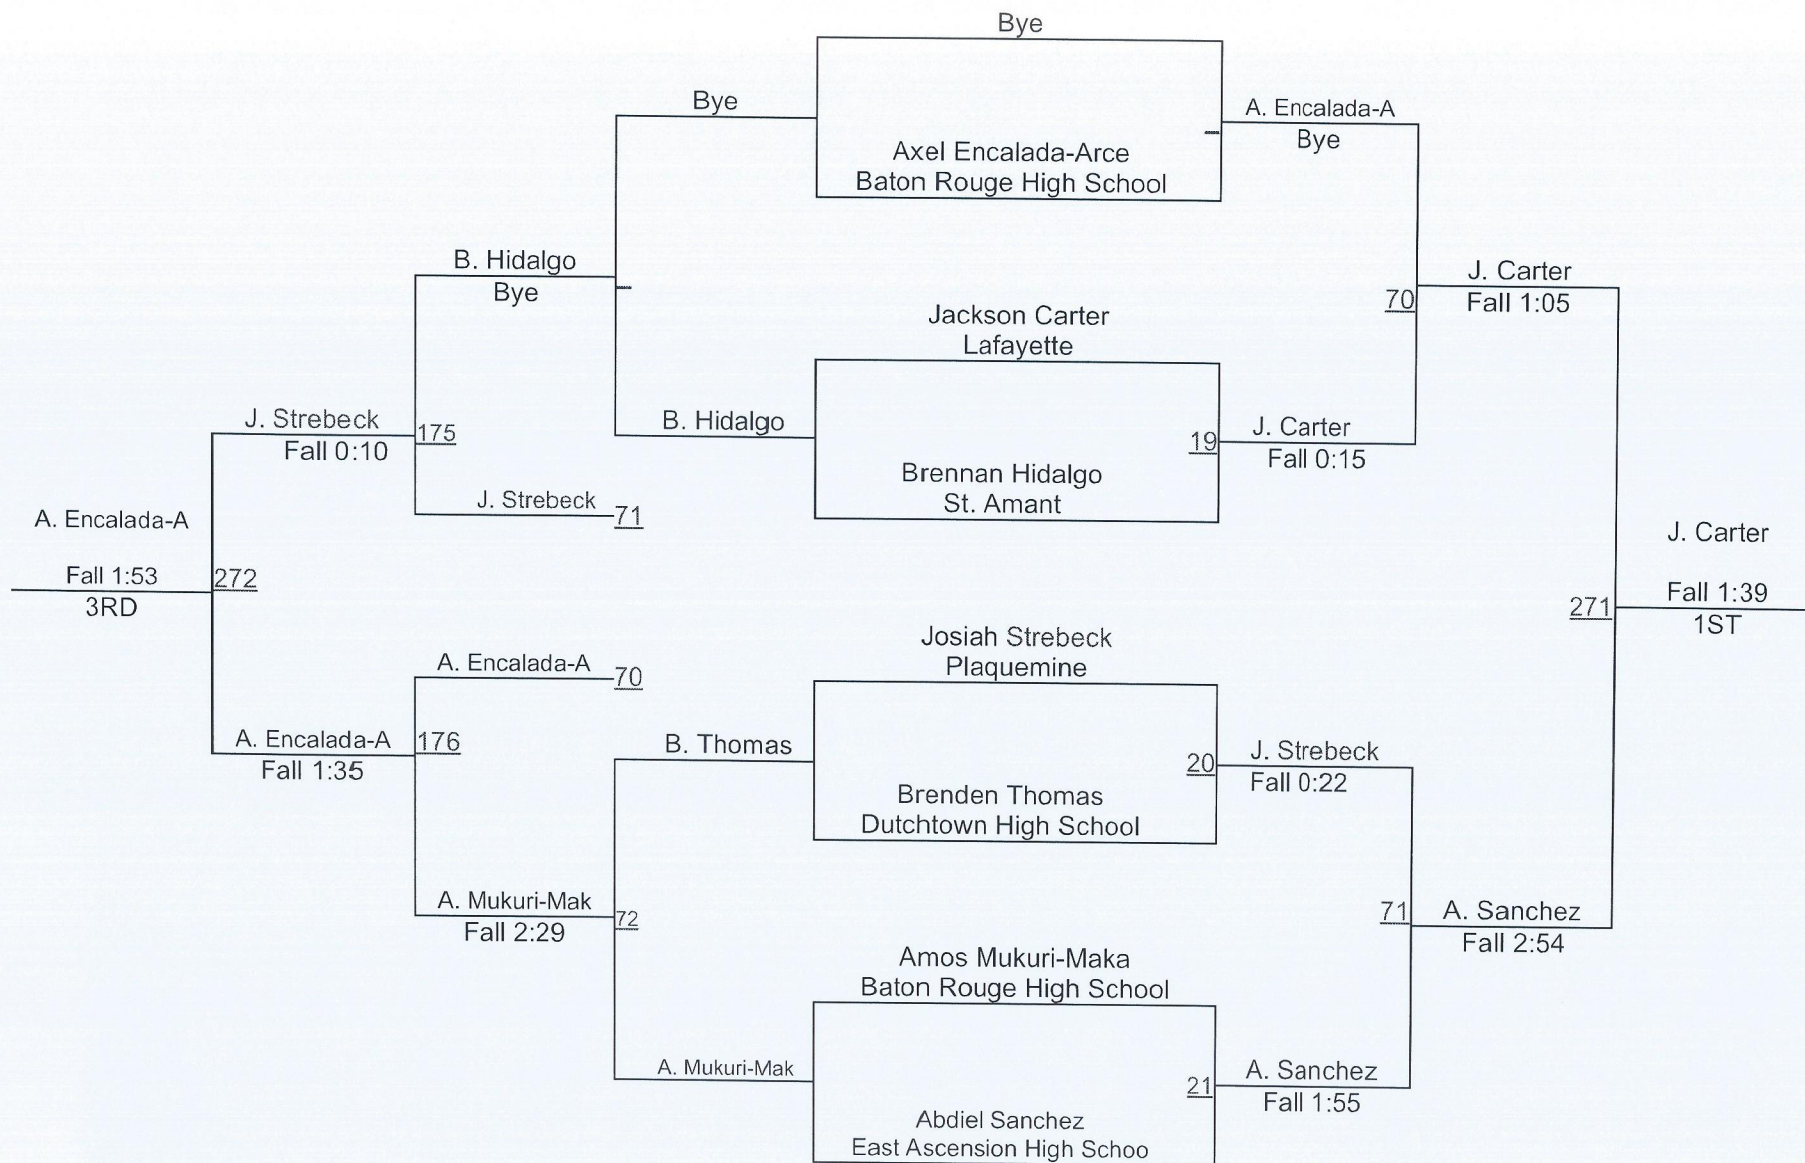 Bye
Bye
A. Encalada-A
Bye
Axel Encalada-Arce
Baton Rouge High School
B. Hidalgo
Bye
J. Carter
Fall 1:05
70
Jackson Carter
Lafayette
J. Strebeck
Fall 0:10
175
B. Hidalgo
19
J. Carter
Fall 0:15
Brennan Hidalgo
St. Amant
J. Strebeck
71
A. Encalada-A
Fall 1:53
3RD
272
J. Carter
Fall 1:39
1ST
271
Josiah Strebeck
Plaquemine
A. Encalada-A
70
A. Encalada-A
Fall 1:35
176
B. Thomas
20
J. Strebeck
Fall 0:22
Brenden Thomas
Dutchtown High School
A. Mukuri-Mak
Fall 2:29
72
71
A. Sanchez
Fall 2:54
Amos Mukuri-Maka
Baton Rouge High School
A. Mukuri-Mak
21
A. Sanchez
Fall 1:55
Abdiel Sanchez
East Ascension High Schoo